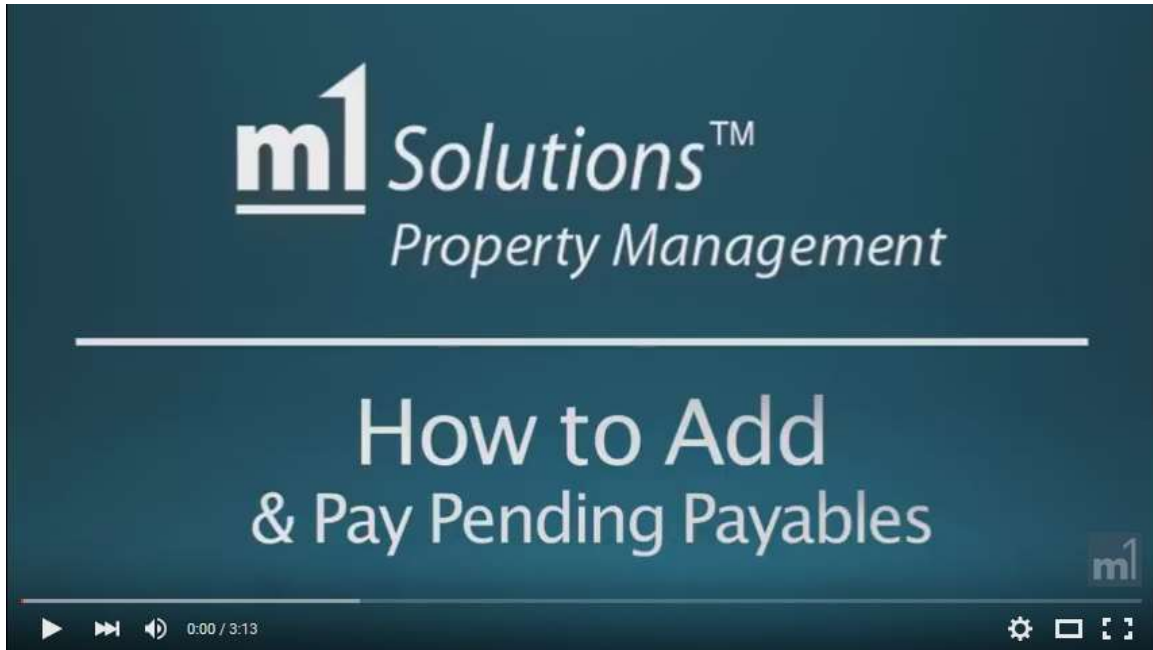 m1 Solutions™
Property Management
How to Add
& Pay Pending Payables
m1
0:00 / 3:13